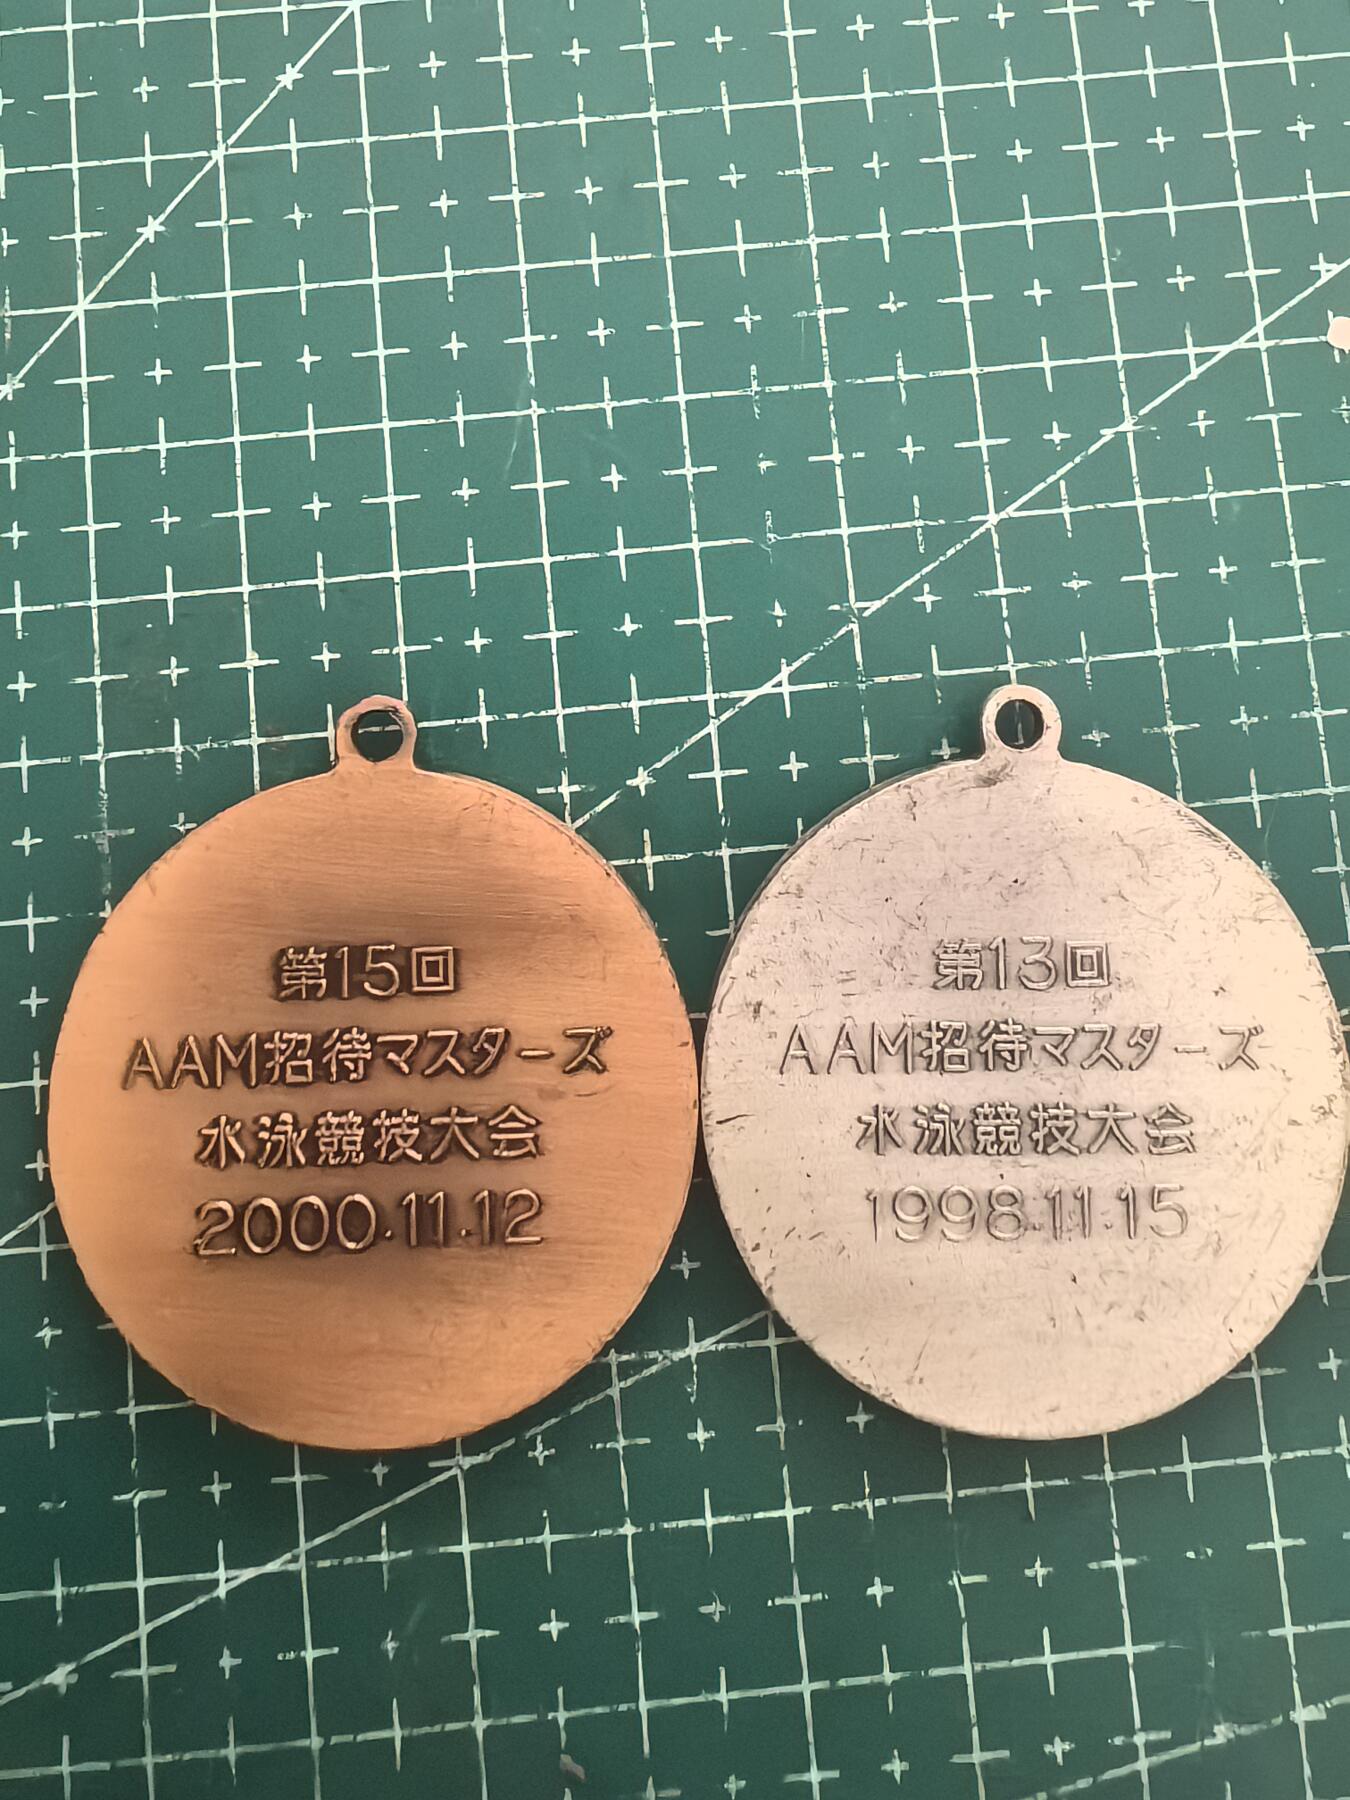 第15回
AAM招待マスターズ
水泳競技大会
2000.11.12
第13回
AAM招待マスターズ
水泳競技大会
1998.11.15